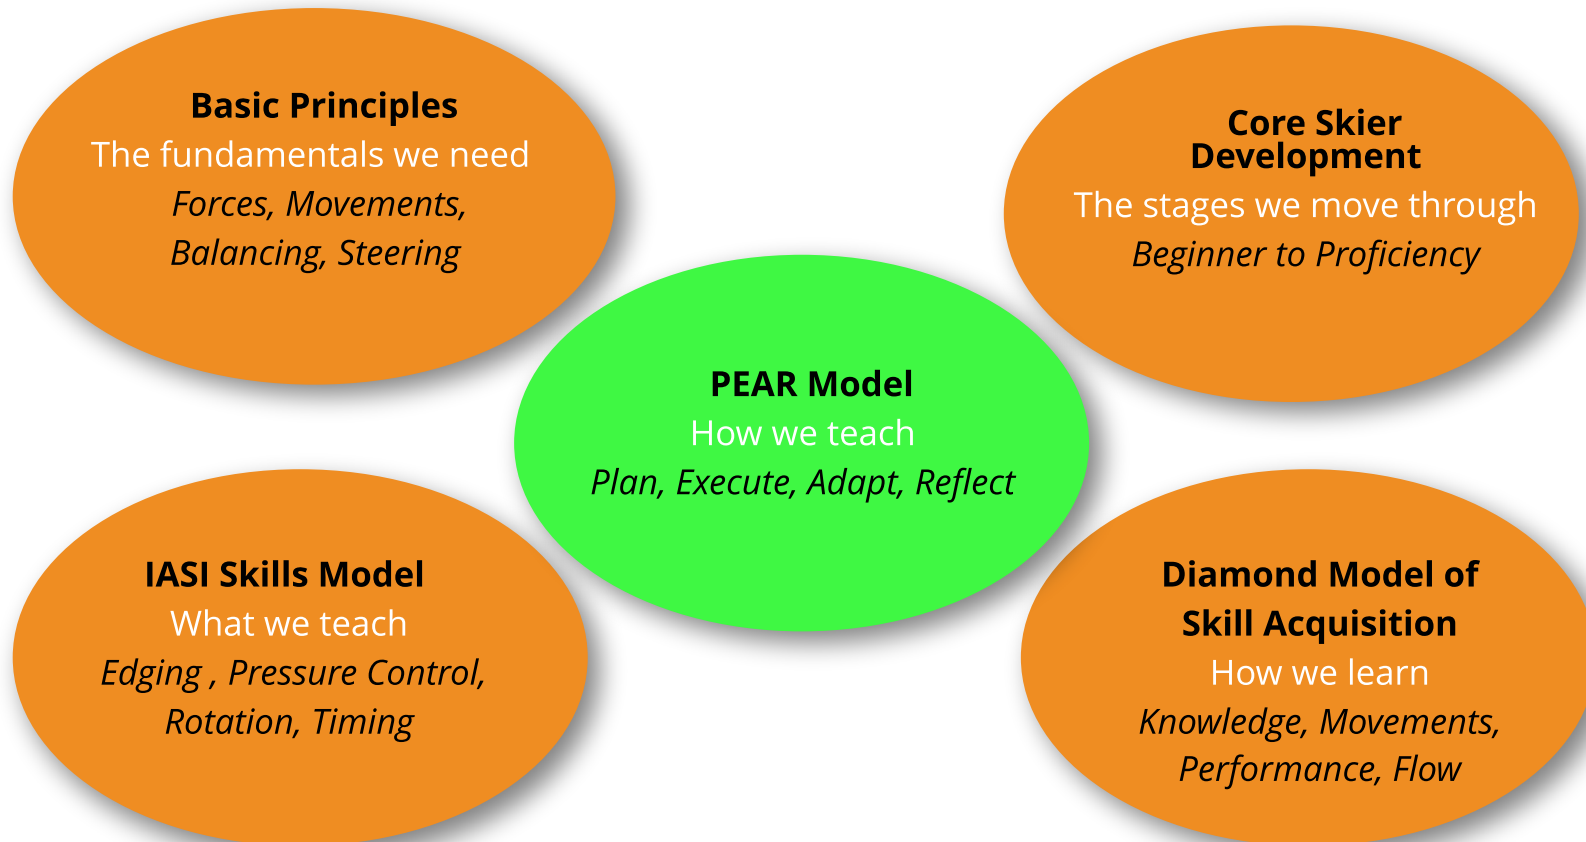 Basic Principles
The fundamentals we need
Forces, Movements,
Balancing, Steering
Core Skier
Development
The stages we move through
Beginner to Proficiency
PEAR Model
How we teach
Plan, Execute, Adapt, Reflect
IASI Skills Model
What we teach
Edging , Pressure Control,
Rotation, Timing
Diamond Model of
Skill Acquisition
How we learn
Knowledge, Movements,
Performance, Flow